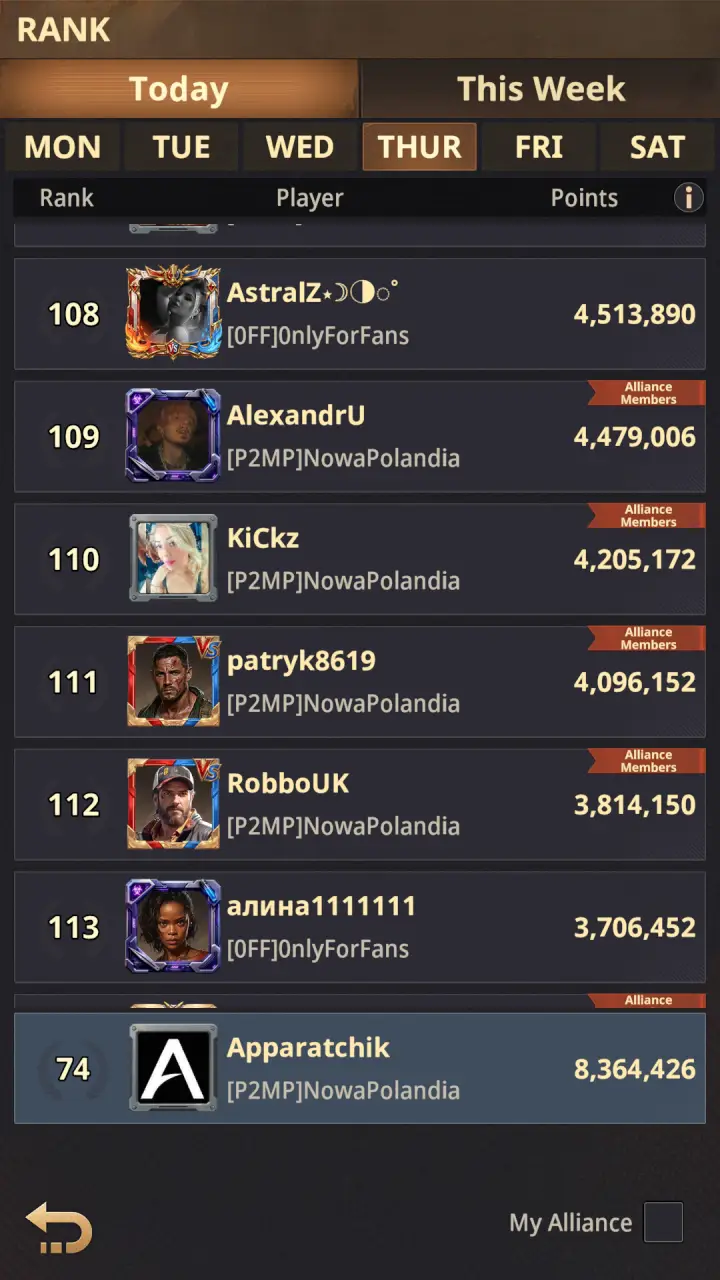 RANK
Today
This Week
MON TUE WED THUR FRI SAT
Rank Player Points
108
AstralZ⋆☽◑◌˚
[0FF]0nlyForFans
4,513,890
Alliance
Members
109
AlexandrU
[P2MP]NowaPolandia
4,479,006
Alliance
Members
110
KiCkz
[P2MP]NowaPolandia
4,205,172
Alliance
Members
111
VS
patryk8619
[P2MP]NowaPolandia
4,096,152
Alliance
Members
112
VS
RobboUK
[P2MP]NowaPolandia
3,814,150
113
алина1111111
[0FF]0nlyForFans
3,706,452
Alliance
74
Apparatchik
[P2MP]NowaPolandia
8,364,426
My Alliance